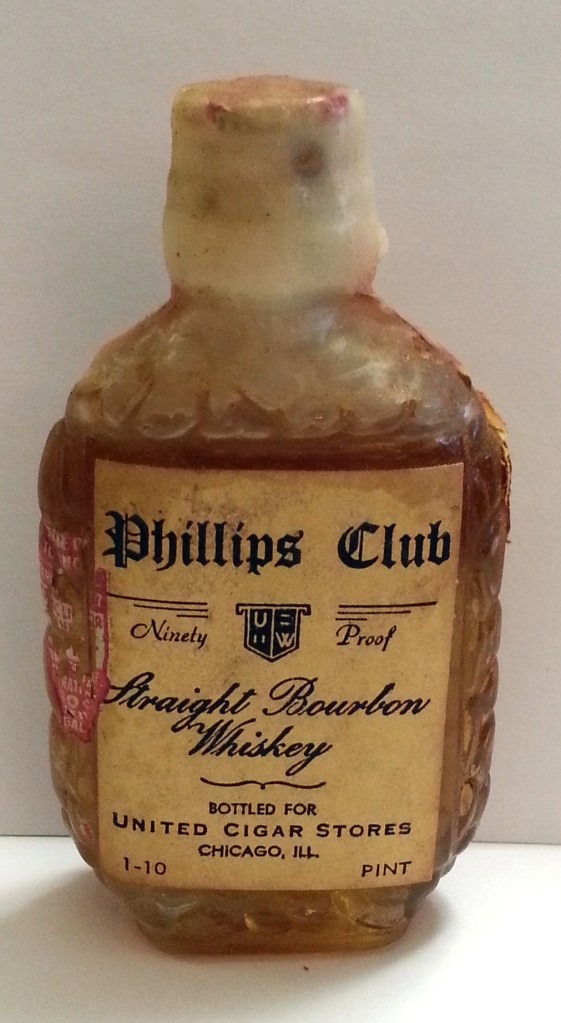 Phillips Club
Ninety Proof
Straight Bourbon
Whiskey
BOTTLED FOR
UNITED CIGAR STORES
CHICAGO, ILL.
1-10 PINT